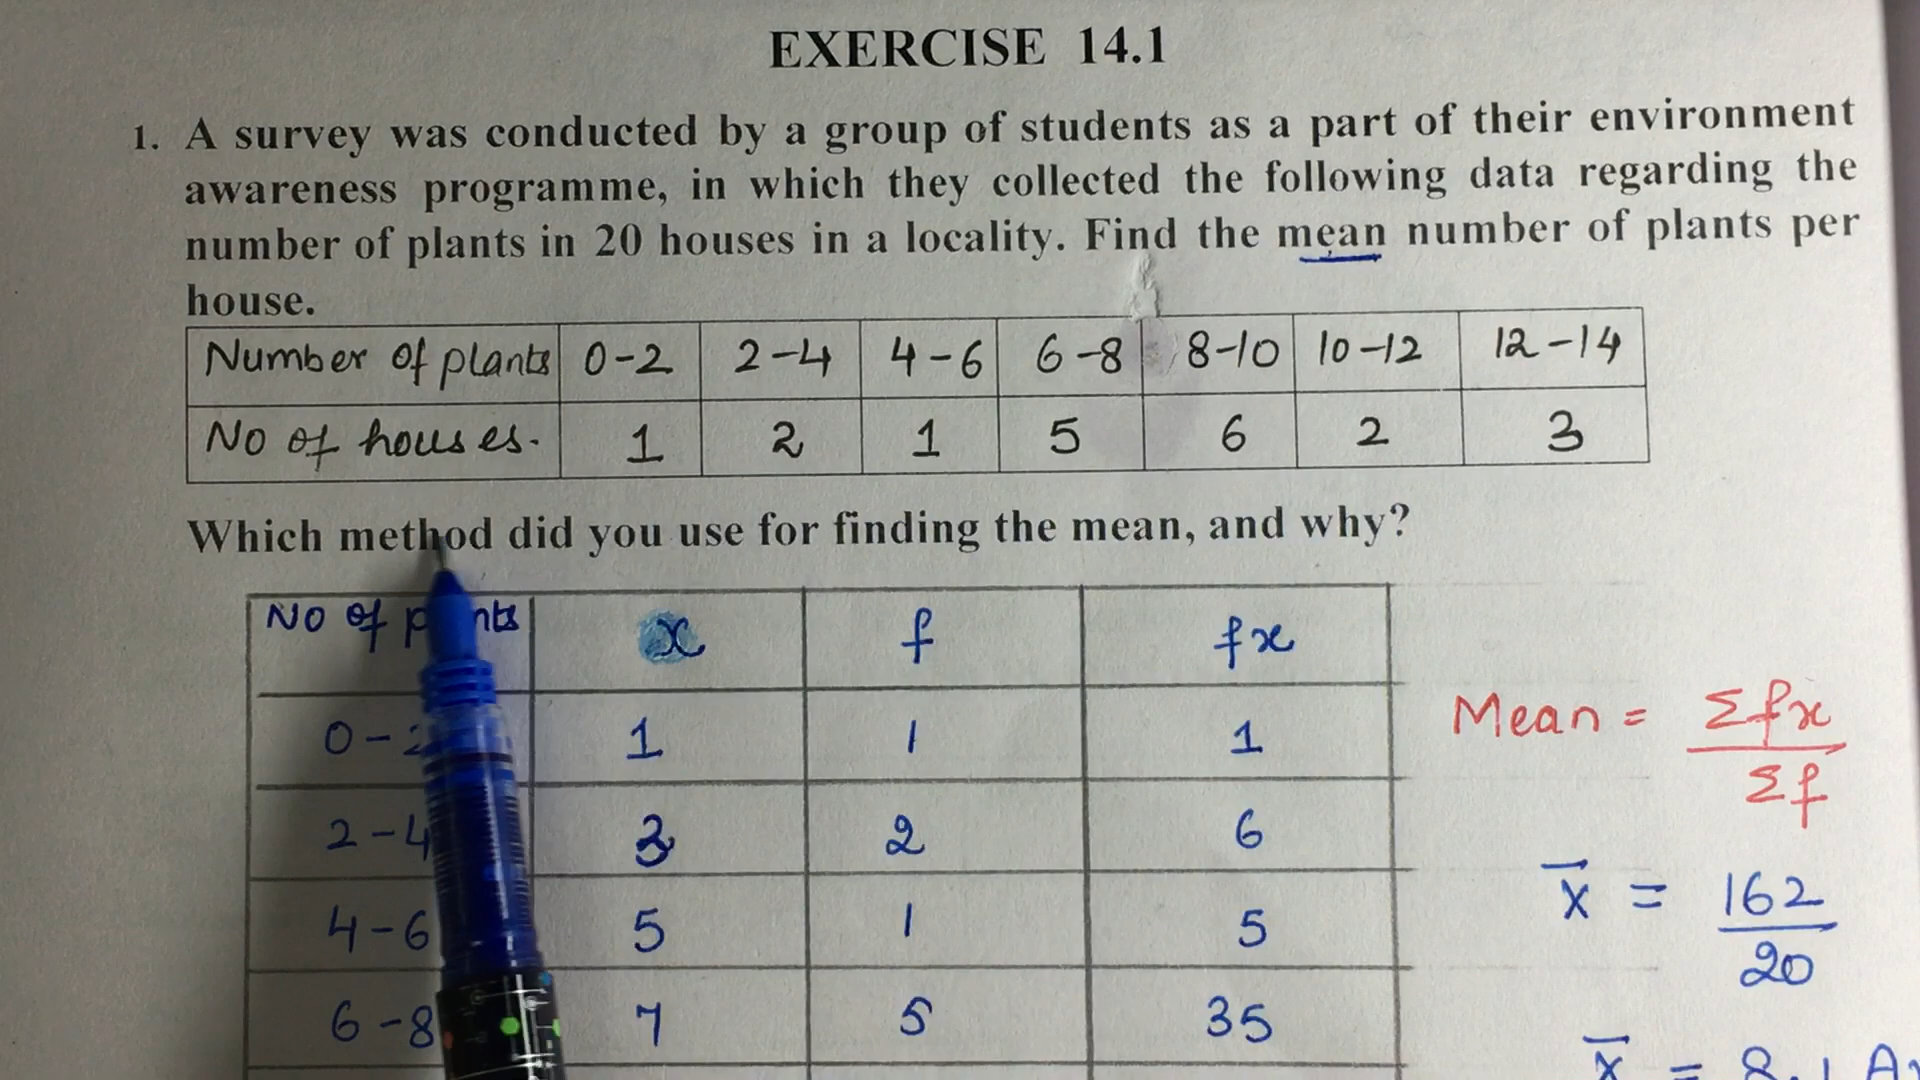 EXERCISE 14.1
1. A survey was conducted by a group of students as a part of their environment
awareness programme, in which they collected the following data regarding the
number of plants in 20 houses in a locality. Find the mean number of plants per
house.
Number of plants 0-2 2-4 4-6 6-8 8-10 10-12 12-14
No of houses. 1 2 1 5 6 2 3
Which method did you use for finding the mean, and why?
No of x f fx
1 1 1
2-4 3 2 6
4-6 5 1 5
6-8 7 5 35
Mean = Σfx
Σf
x̄ = 162
20
x̄ = 8.1